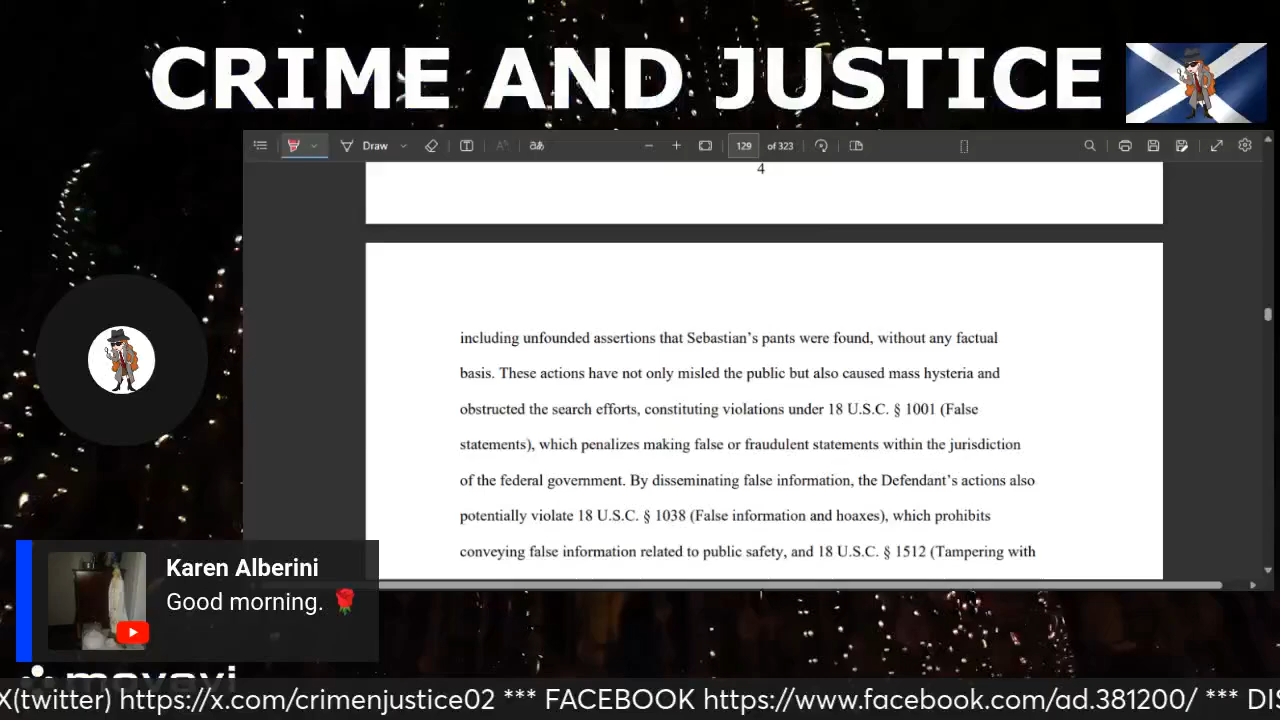 CRIME AND JUSTICE
Draw
129 of 323
4
including unfounded assertions that Sebastian’s pants were found, without any factual
basis. These actions have not only misled the public but also caused mass hysteria and
obstructed the search efforts, constituting violations under 18 U.S.C. § 1001 (False
statements), which penalizes making false or fraudulent statements within the jurisdiction
of the federal government. By disseminating false information, the Defendant’s actions also
potentially violate 18 U.S.C. § 1038 (False information and hoaxes), which prohibits
conveying false information related to public safety, and 18 U.S.C. § 1512 (Tampering with
Karen Alberini
Good morning. 🌹
movavi
X(twitter) https://x.com/crimenjustice02 *** FACEBOOK https://www.facebook.com/ad.381200/ *** DIS